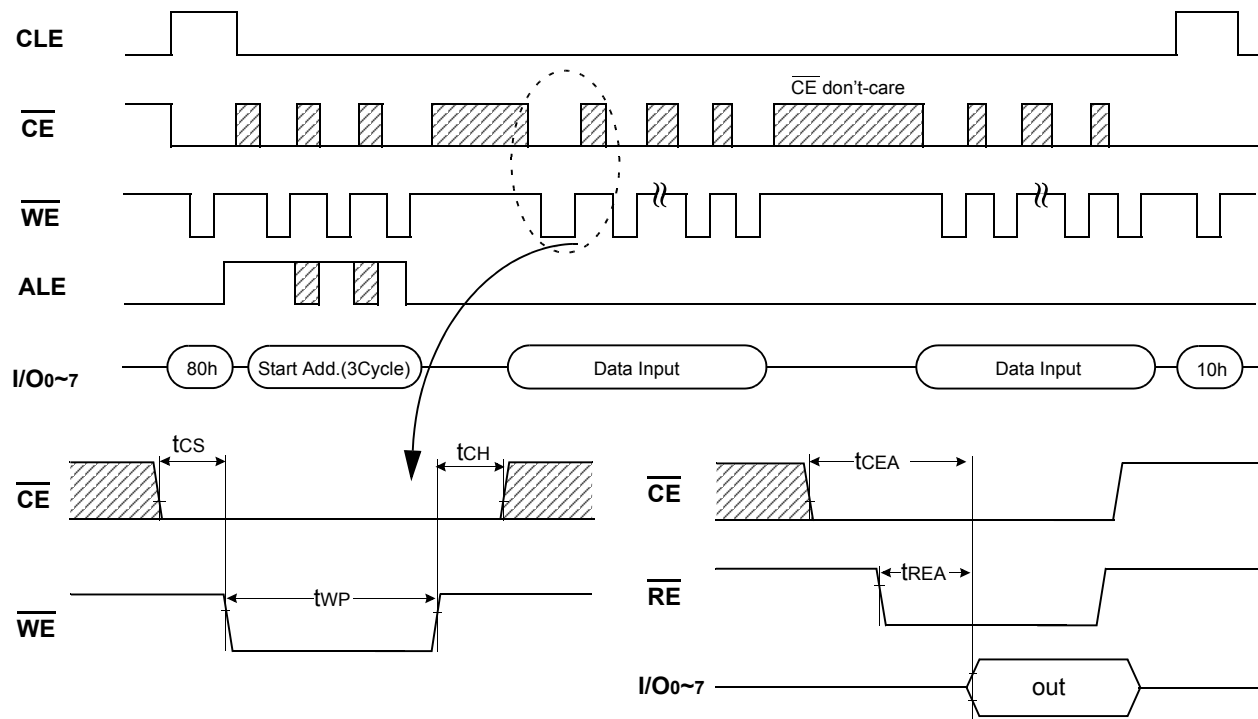 CLE
CE don't-care
CE
WE
ALE
I/O0~7 80h Start Add.(3Cycle) Data Input Data Input 10h
tCS tCH
CE
tWP
WE
tCEA
CE
tREA
RE
I/O0~7 out